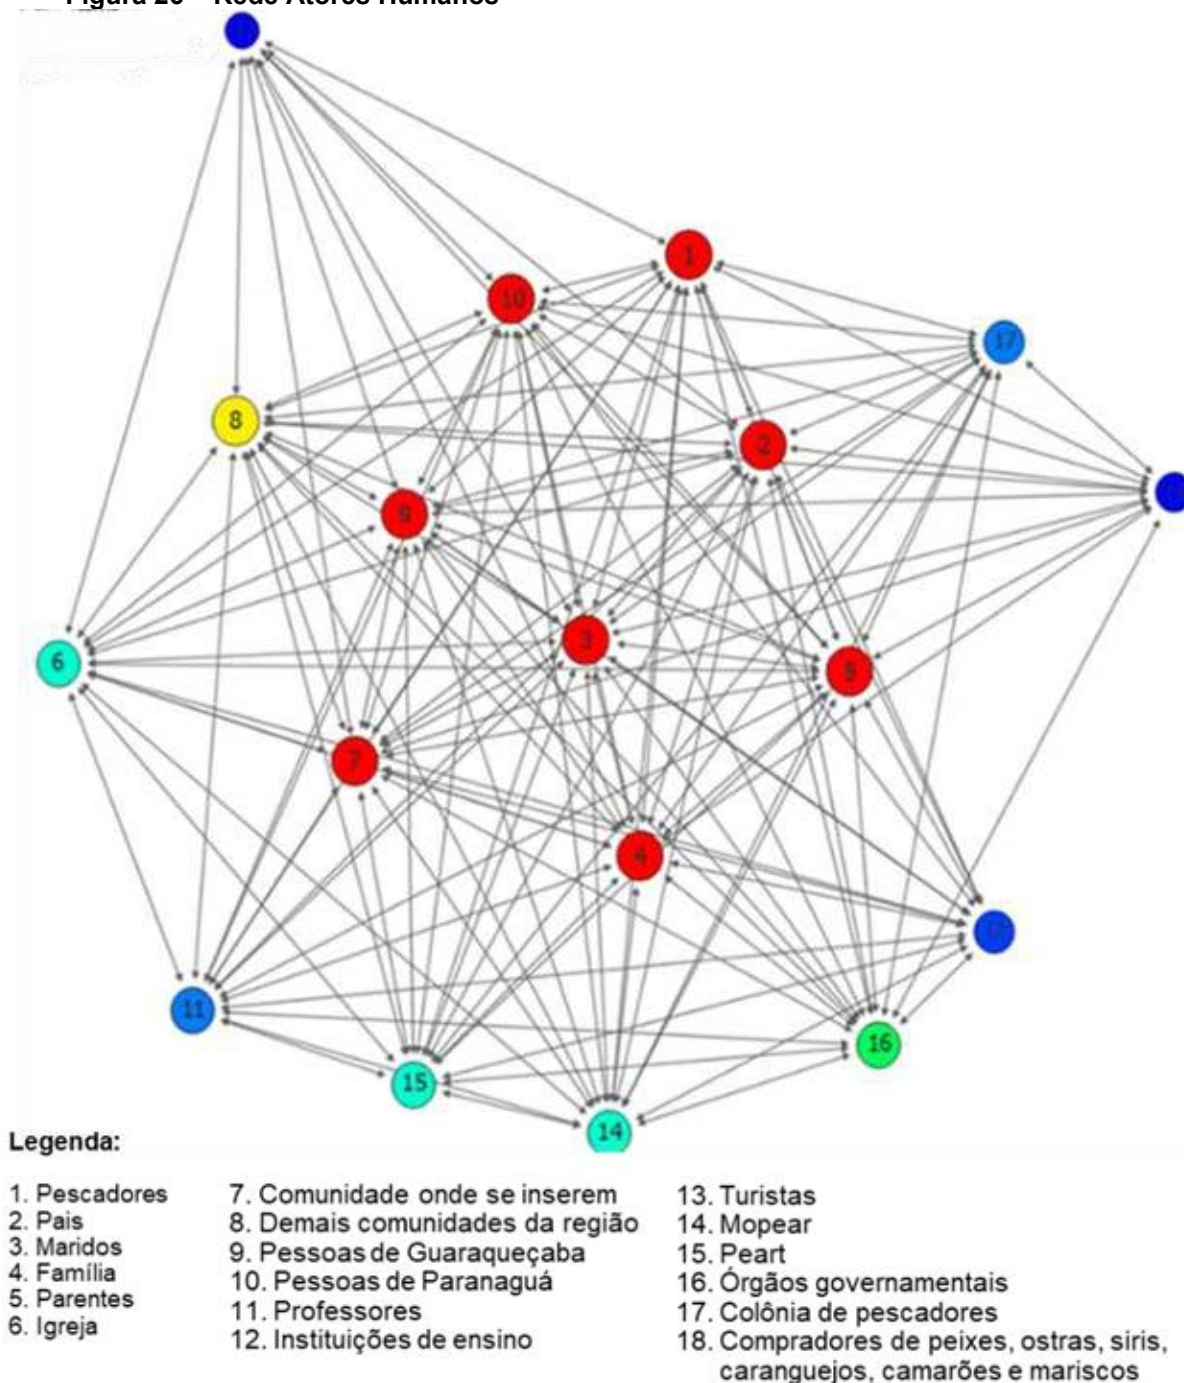 Figura 26 – Rede Atores Humanos
1
10
17
8
2
9
3
6
5
7
4
11
16
15
14
Legenda:
1. Pescadores
2. Pais
3. Maridos
4. Família
5. Parentes
6. Igreja
7. Comunidade onde se inserem
8. Demais comunidades da região
9. Pessoas de Guaraqueçaba
10. Pessoas de Paranaguá
11. Professores
12. Instituições de ensino
13. Turistas
14. Mopear
15. Peart
16. Órgãos governamentais
17. Colônia de pescadores
18. Compradores de peixes, ostras, siris,
caranguejos, camarões e mariscos